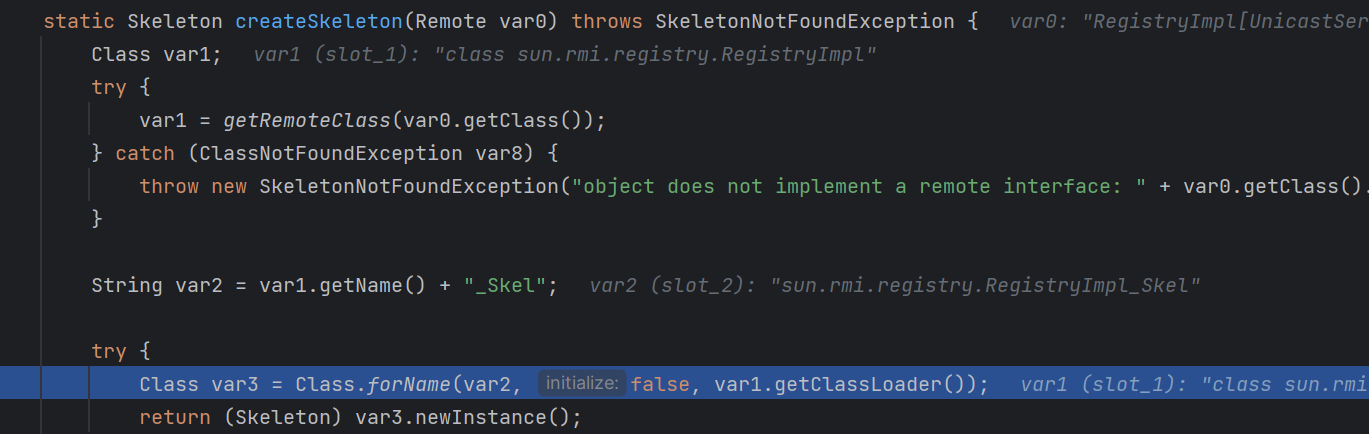 static Skeleton createSkeleton(Remote var0) throws SkeletonNotFoundException {   var0: "RegistryImpl[UnicastSer
    Class var1;   var1 (slot_1): "class sun.rmi.registry.RegistryImpl"
    try {
        var1 = getRemoteClass(var0.getClass());
    } catch (ClassNotFoundException var8) {
        throw new SkeletonNotFoundException("object does not implement a remote interface: " + var0.getClass().
    }
    String var2 = var1.getName() + "_Skel";   var2 (slot_2): "sun.rmi.registry.RegistryImpl_Skel"
    try {
        Class var3 = Class.forName(var2, initialize: false, var1.getClassLoader());   var1 (slot_1): "class sun.rmi
        return (Skeleton) var3.newInstance();